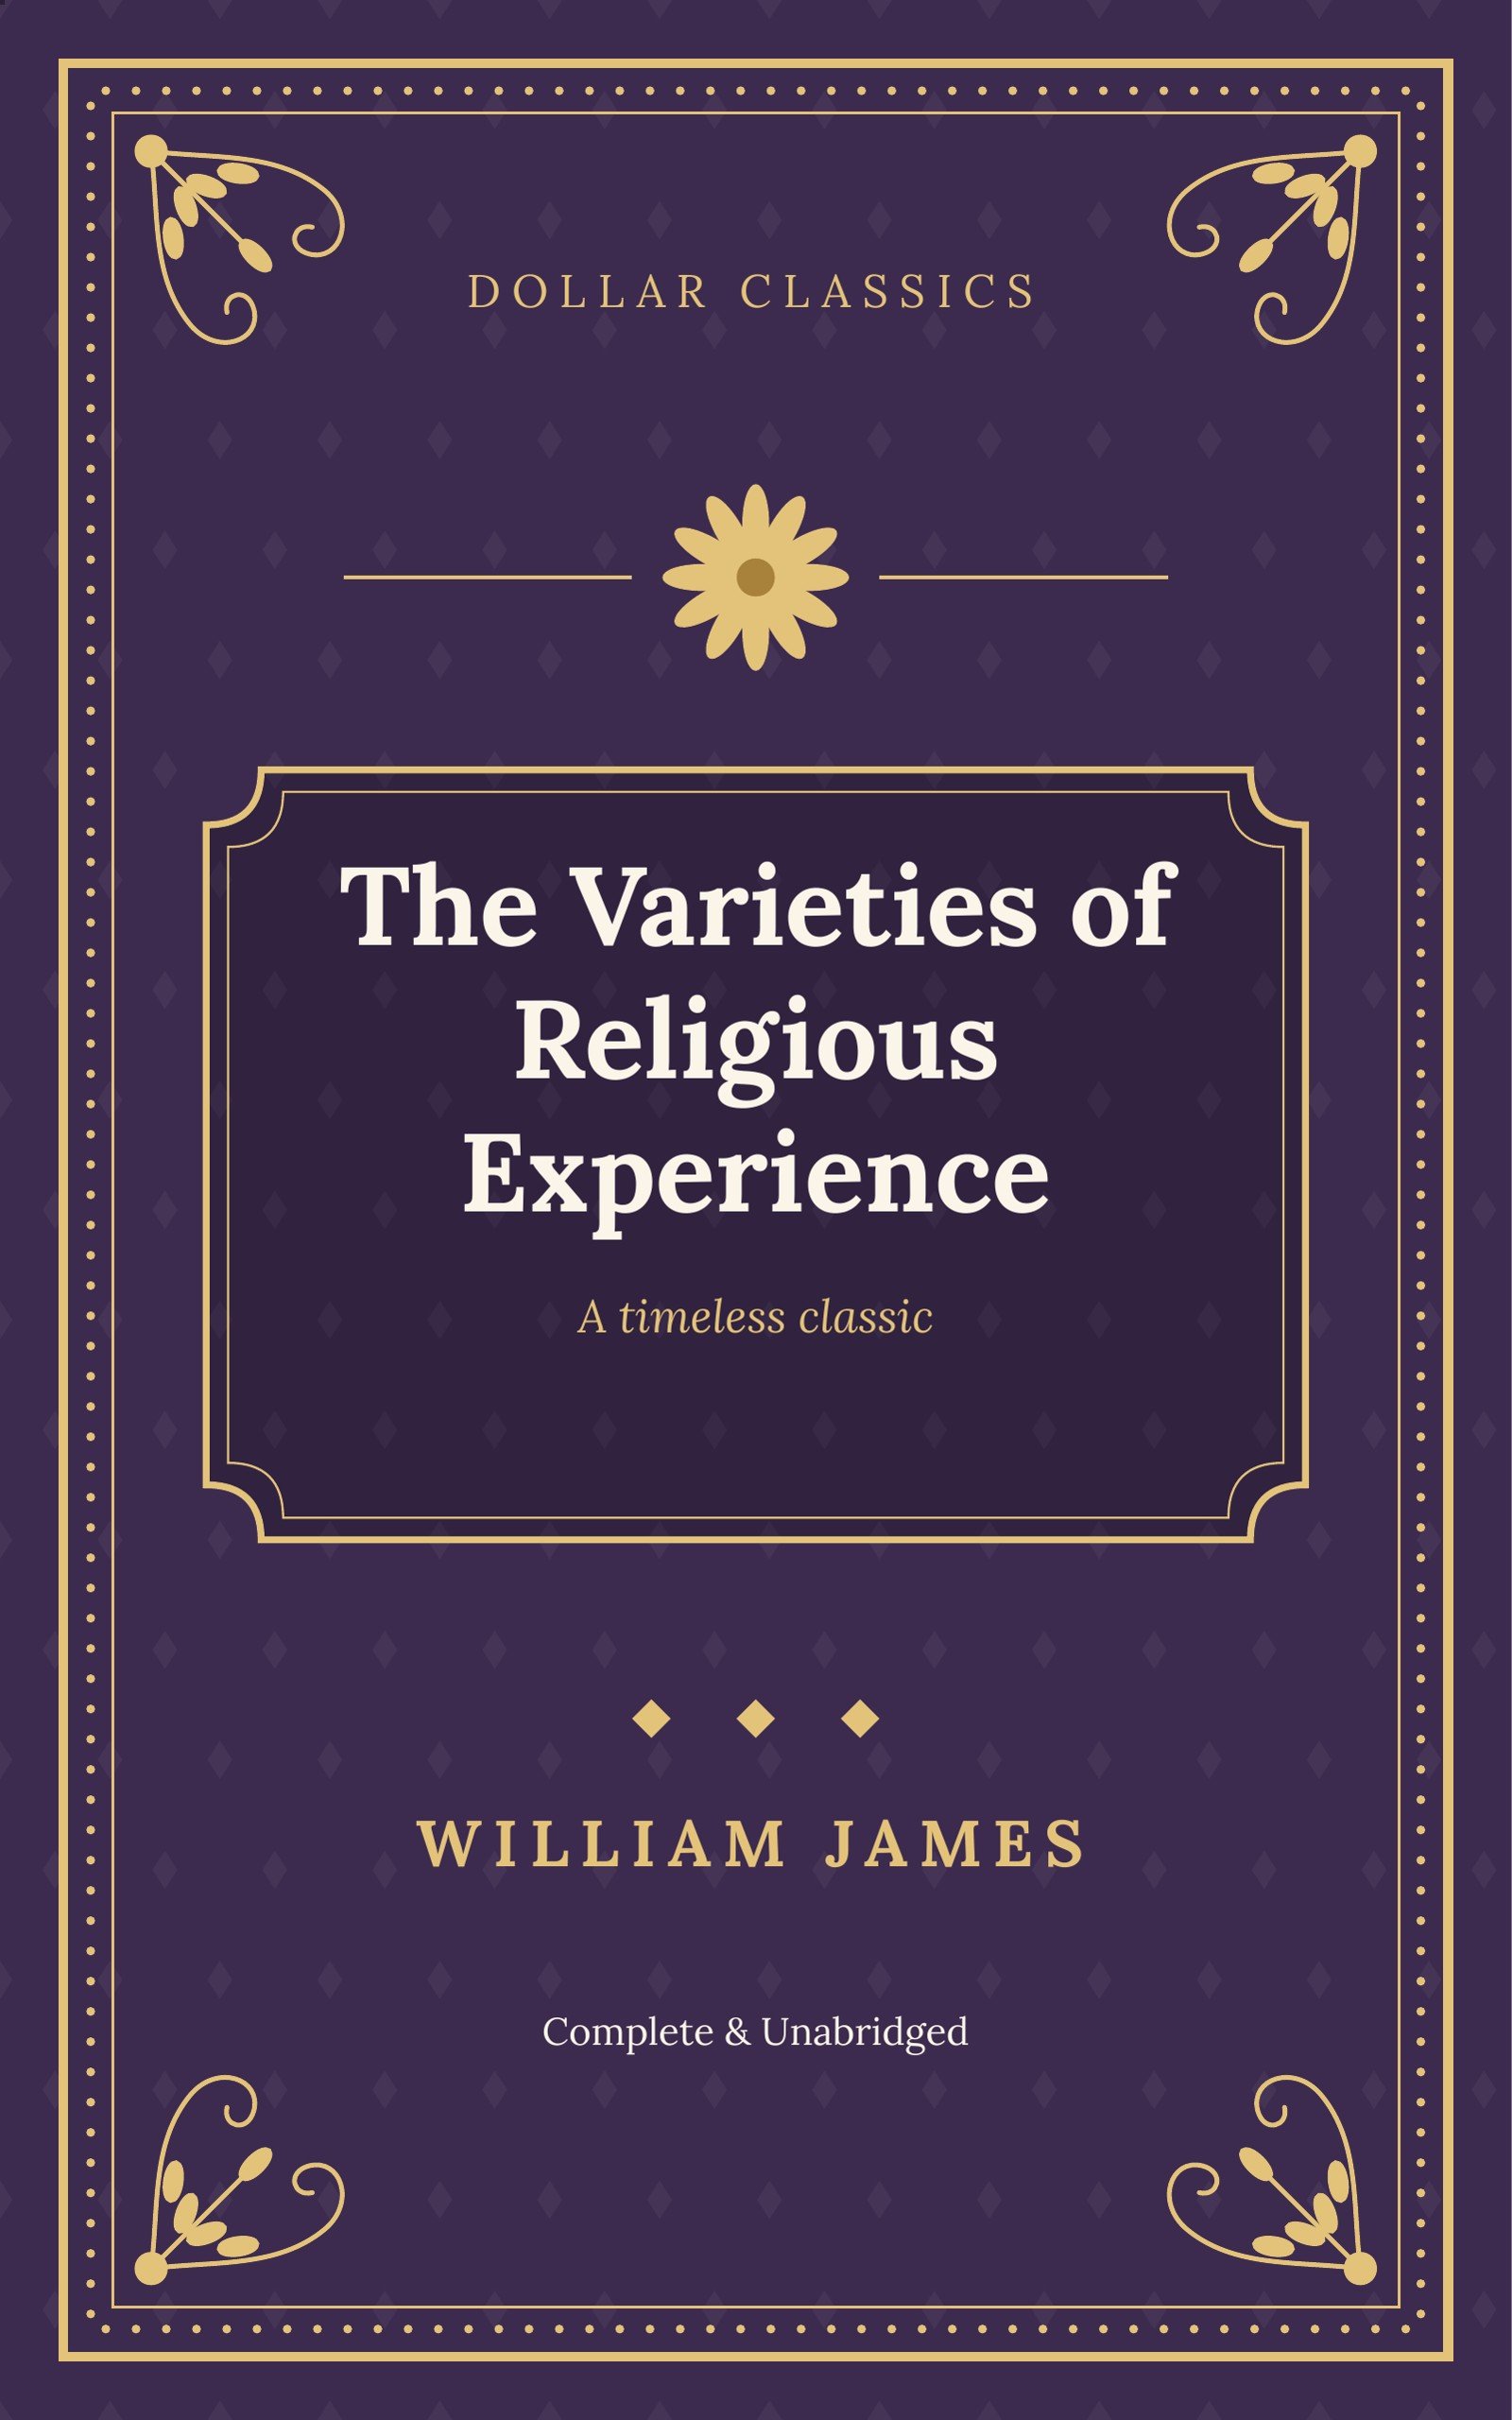 DOLLAR CLASSICS
The Varieties of
Religious
Experience
A timeless classic
WILLIAM JAMES
Complete & Unabridged